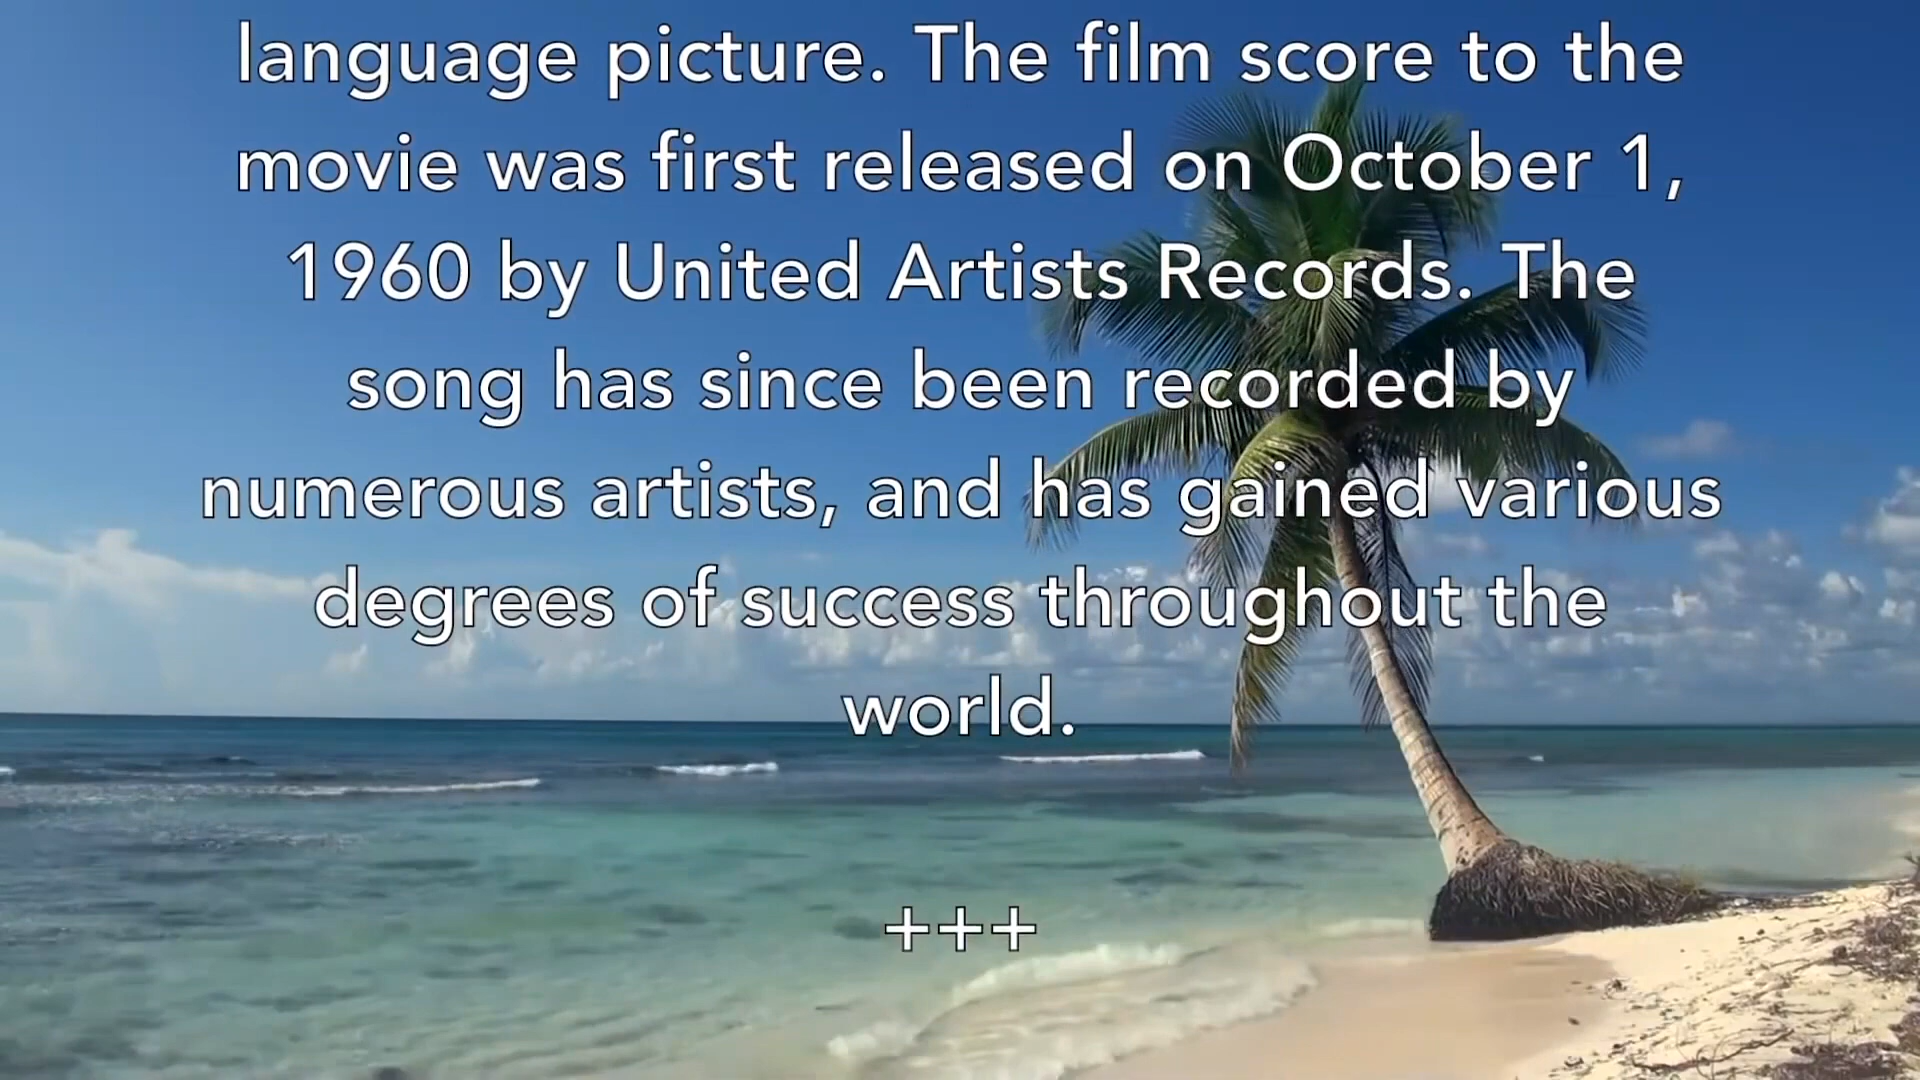 language picture. The film score to the
movie was first released on October 1,
1960 by United Artists Records. The
song has since been recorded by
numerous artists, and has gained various
degrees of success throughout the
world.
+++